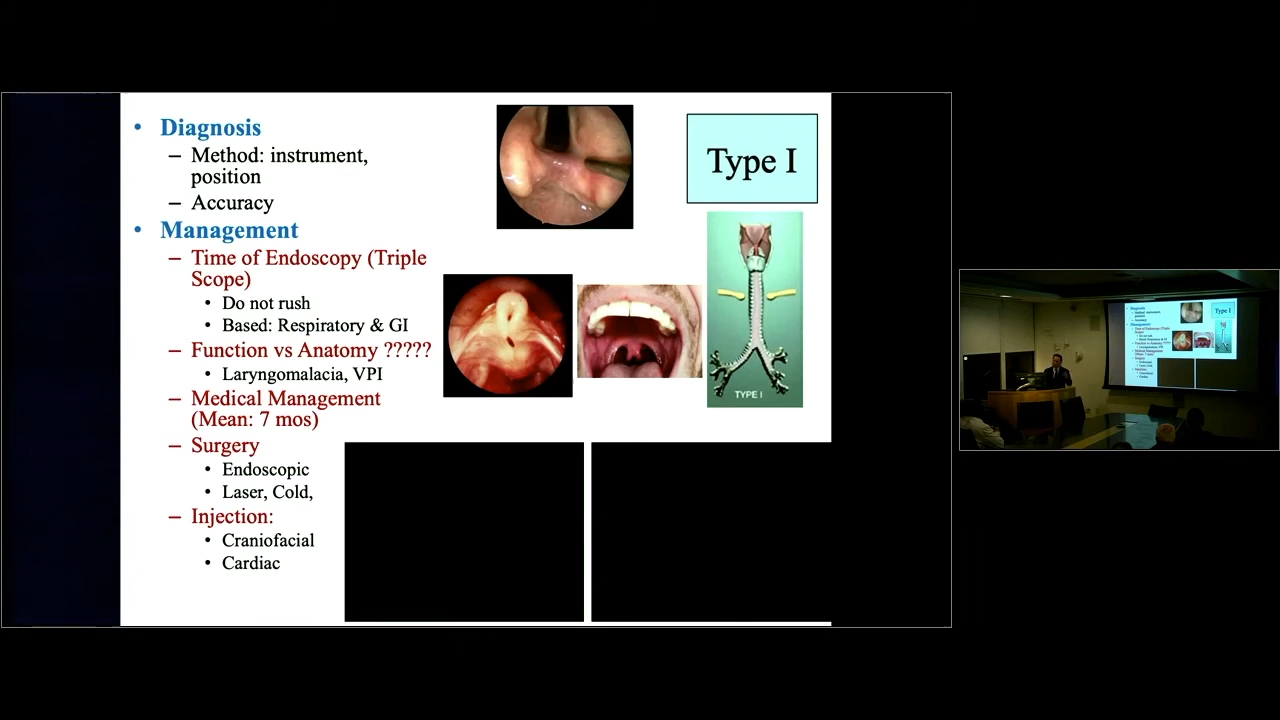 Diagnosis
– Method: instrument,
position
– Accuracy
Management
– Time of Endoscopy (Triple
Scope)
Do not rush
Based: Respiratory & GI
– Function vs Anatomy ?????
Laryngomalacia, VPI
– Medical Management
(Mean: 7 mos)
– Surgery
Endoscopic
Laser, Cold,
– Injection:
Craniofacial
Cardiac
Type I
TYPE I